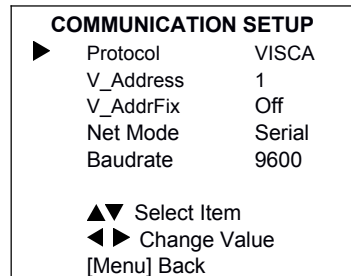 COMMUNICATION SETUP
▶ Protocol VISCA
V_Address 1
V_AddrFix Off
Net Mode Serial
Baudrate 9600
▲▼ Select Item
◀ ▶ Change Value
[Menu] Back